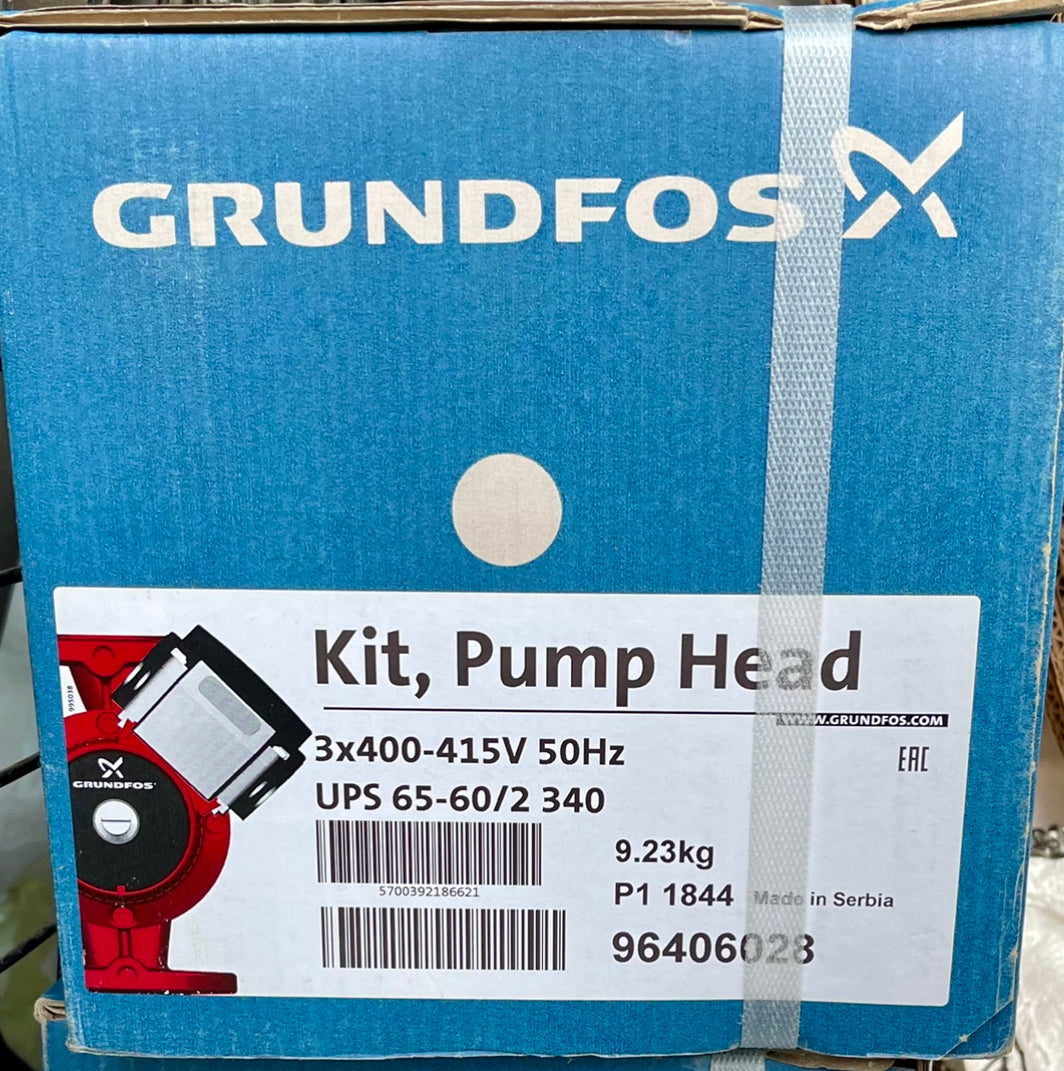 GRUNDFOS
Kit, Pump Head
WWW.GRUNDFOS.COM
995038
GRUNDFOS
3x400-415V 50Hz
EAC
UPS 65-60/2 340
5700392186621
9.23kg
P1 1844 Made in Serbia
96406028